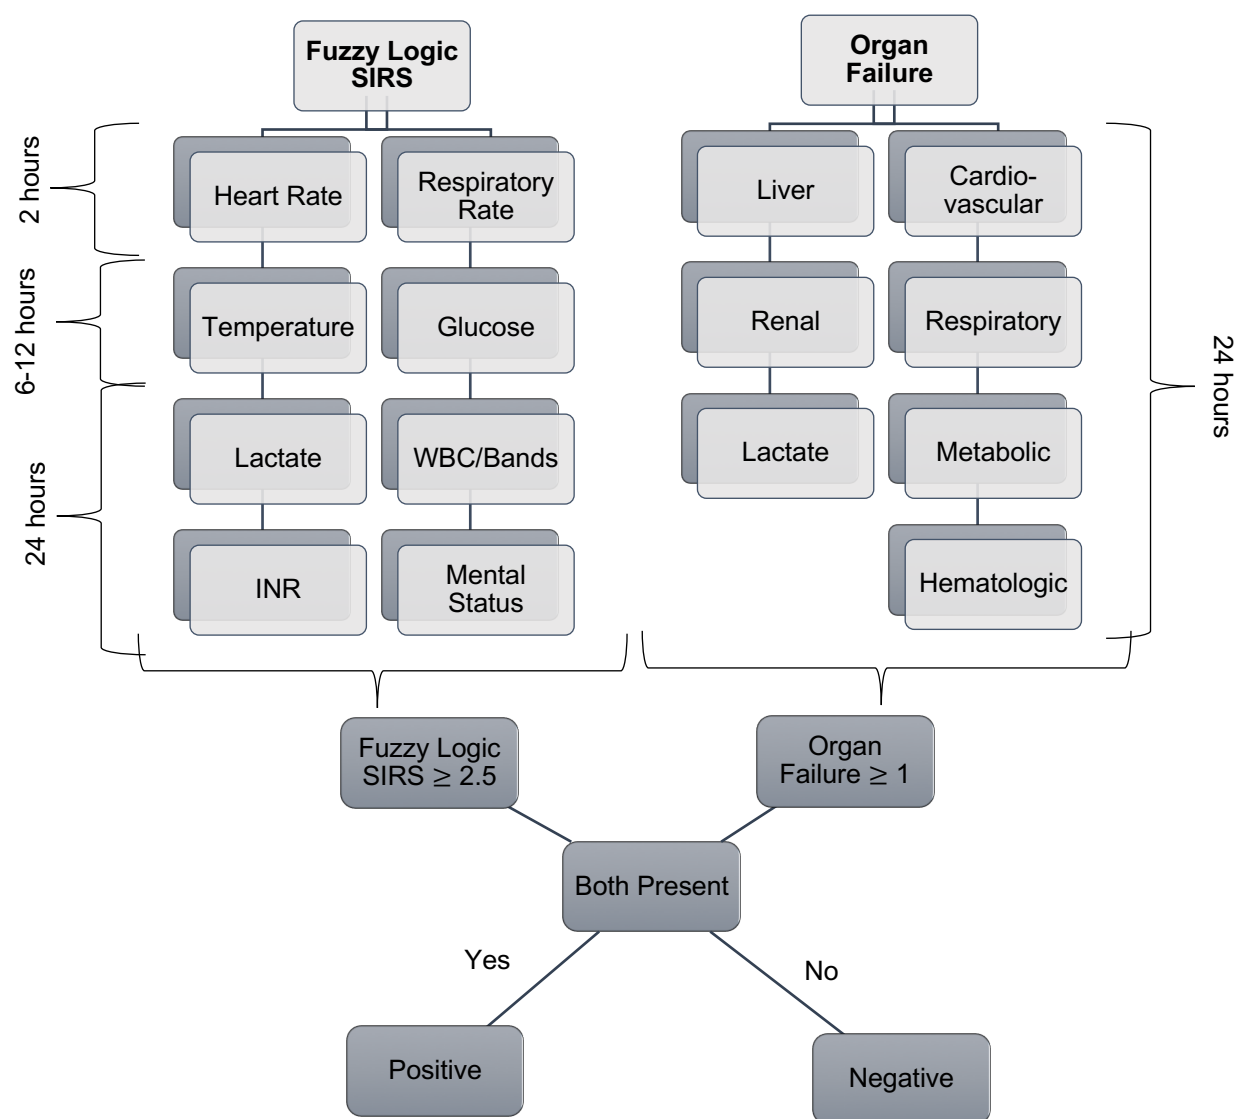 Fuzzy Logic
SIRS
Organ
Failure
2 hours
Heart Rate
Respiratory
Rate
Liver
Cardio-
vascular
6-12 hours
Temperature
Glucose
Renal
Respiratory
24 hours
24 hours
Lactate
WBC/Bands
Lactate
Metabolic
INR
Mental
Status
Hematologic
Fuzzy Logic
SIRS ≥ 2.5
Organ
Failure ≥ 1
Both Present
Yes
No
Positive
Negative